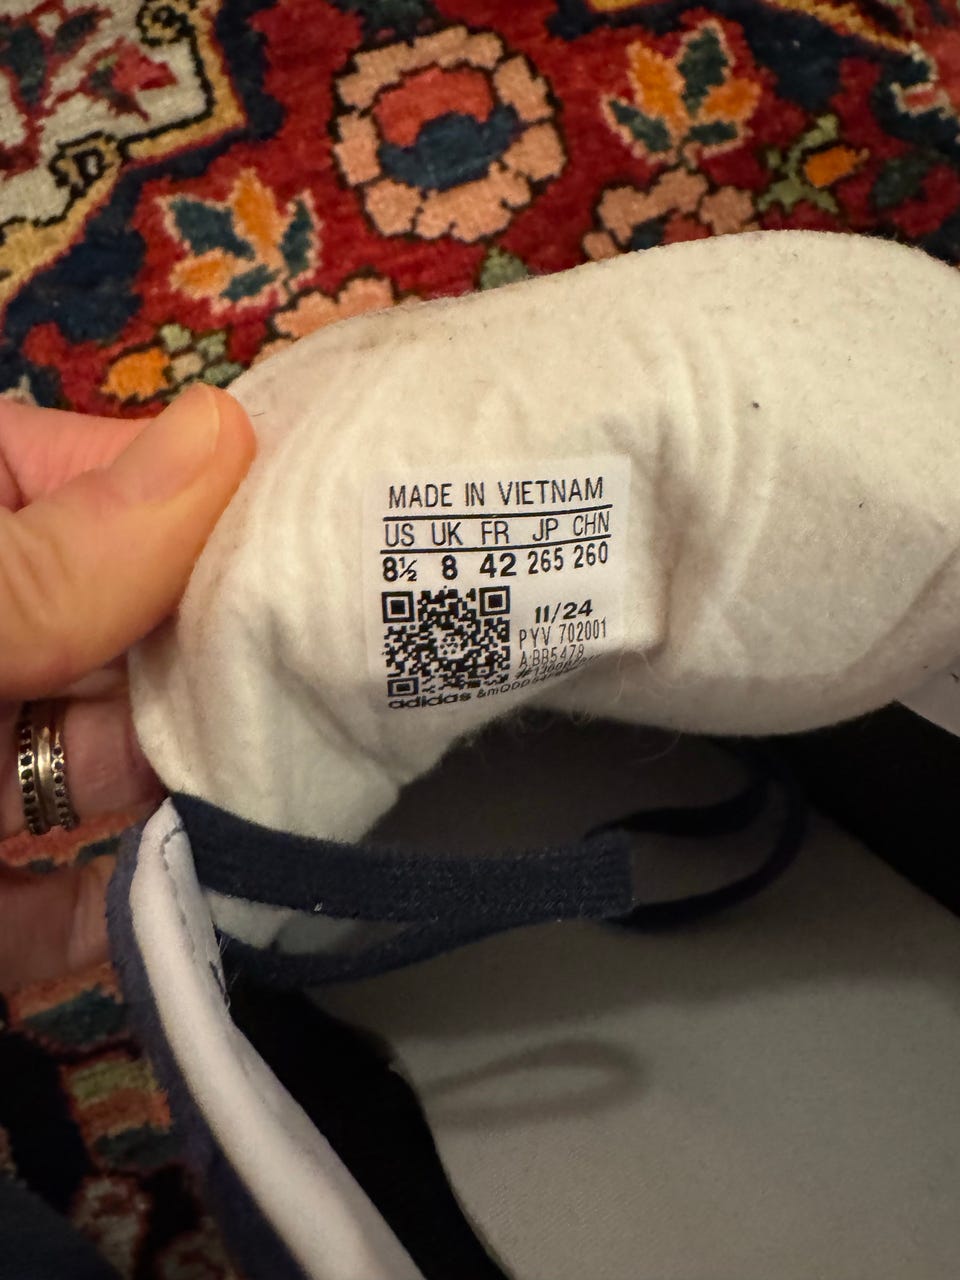 MADE IN VIETNAM
US UK FR JP CHN
8½ 8 42 265 260
11/24
PYV 702001
A:BB5478
adidas